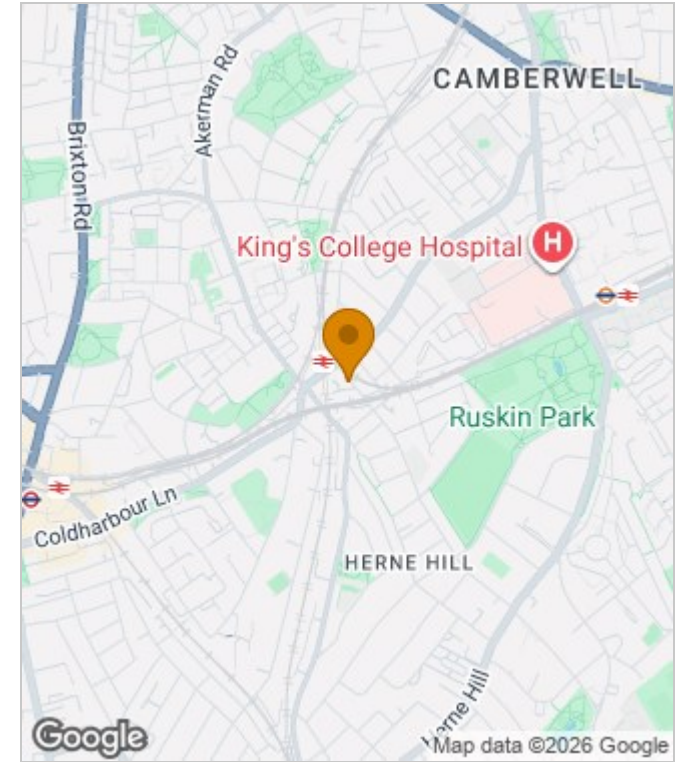 CAMBERWELL
Akerman Rd
Brixton Rd
King's College Hospital
H
Ruskin Park
Coldharbour Ln
HERNE HILL
Herne Hill
Google
Map data ©2026 Google